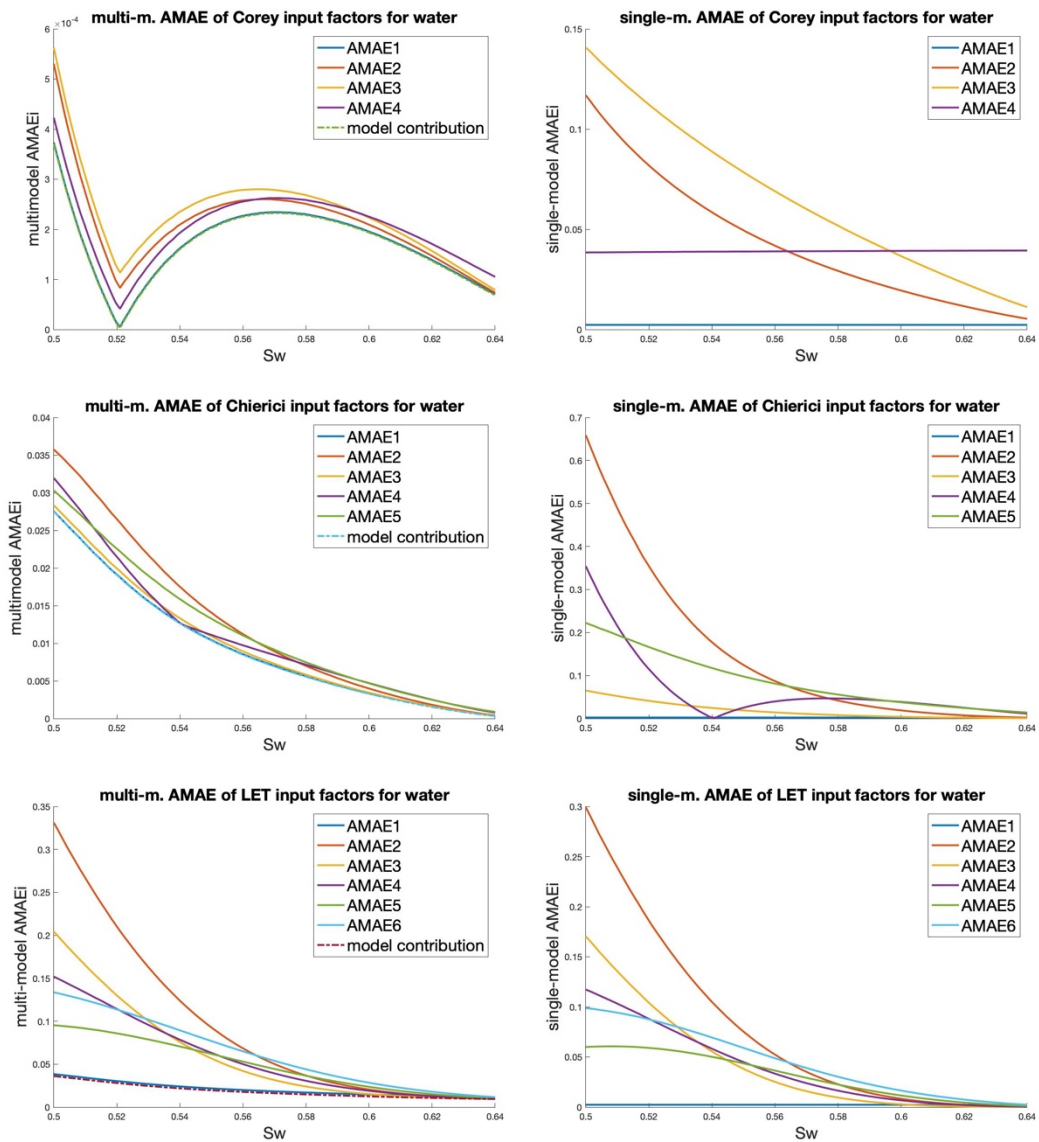 multi-m. AMAE of Corey input factors for water
×10⁻⁴
6
5
4
3
2
1
0
multimodel AMAEi
0.5 0.52 0.54 0.56 0.58 0.6 0.62 0.64
Sw
AMAE1
AMAE2
AMAE3
AMAE4
model contribution
single-m. AMAE of Corey input factors for water
0.15
0.1
0.05
0
single-model AMAEi
0.5 0.52 0.54 0.56 0.58 0.6 0.62 0.64
Sw
AMAE1
AMAE2
AMAE3
AMAE4
multi-m. AMAE of Chierici input factors for water
0.04
0.035
0.03
0.025
0.02
0.015
0.01
0.005
0
multimodel AMAEi
0.5 0.52 0.54 0.56 0.58 0.6 0.62 0.64
Sw
AMAE1
AMAE2
AMAE3
AMAE4
AMAE5
model contribution
single-m. AMAE of Chierici input factors for water
0.7
0.6
0.5
0.4
0.3
0.2
0.1
0
single-model AMAEi
0.5 0.52 0.54 0.56 0.58 0.6 0.62 0.64
Sw
AMAE1
AMAE2
AMAE3
AMAE4
AMAE5
multi-m. AMAE of LET input factors for water
0.35
0.3
0.25
0.2
0.15
0.1
0.05
0
multi-model AMAEi
0.5 0.52 0.54 0.56 0.58 0.6 0.62 0.64
Sw
AMAE1
AMAE2
AMAE3
AMAE4
AMAE5
AMAE6
model contribution
single-m. AMAE of LET input factors for water
0.3
0.25
0.2
0.15
0.1
0.05
0
single-model AMAEi
0.5 0.52 0.54 0.56 0.58 0.6 0.62 0.64
Sw
AMAE1
AMAE2
AMAE3
AMAE4
AMAE5
AMAE6